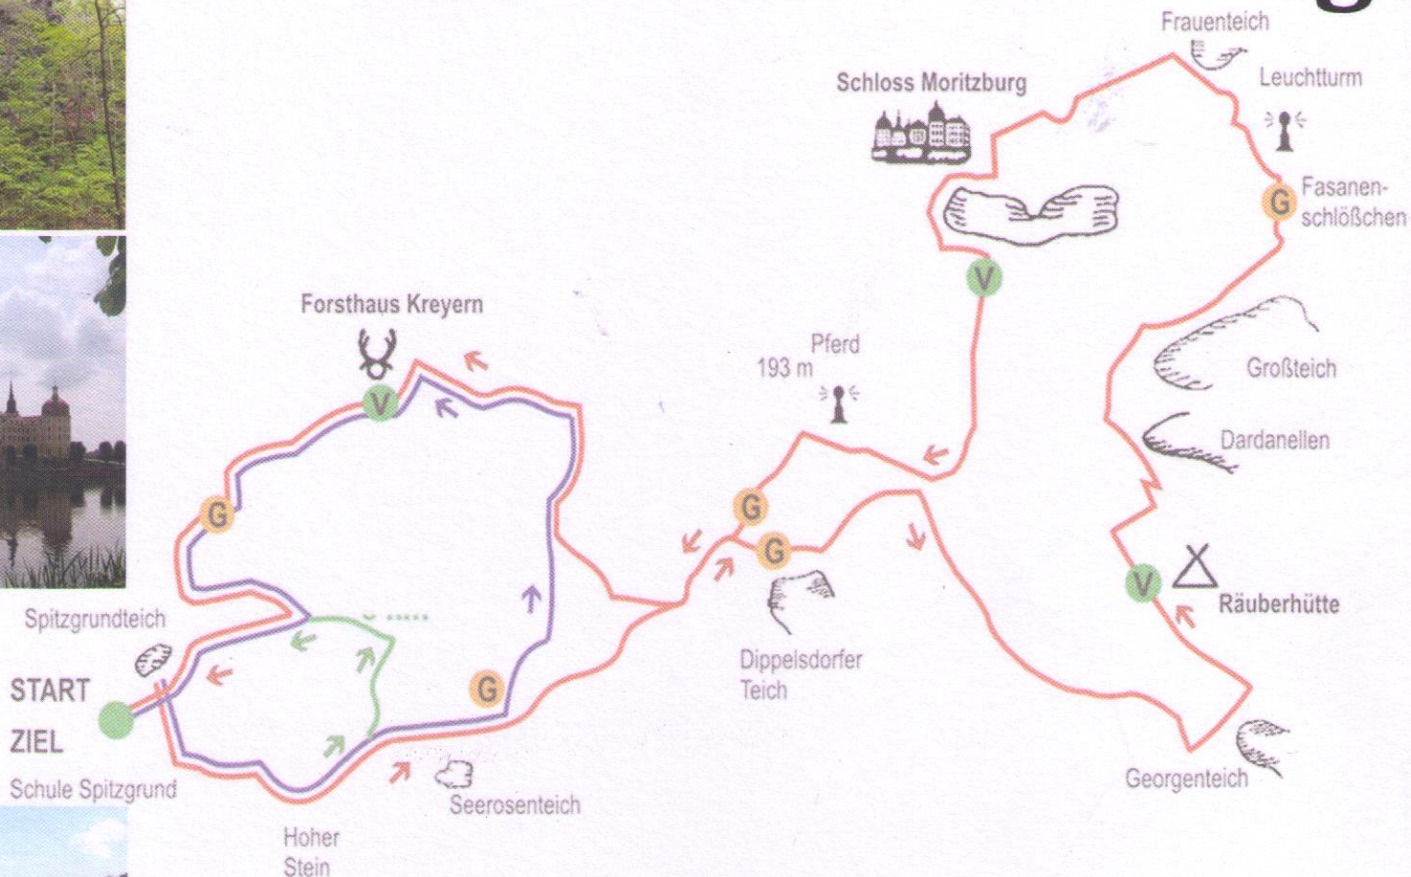 Frauenteich
Schloss Moritzburg
Leuchtturm
G
Fasanen-
schlößchen
V
Forsthaus Kreyern
V
Pferd
193 m
Großteich
Dardanellen
G
G
G
V
Räuberhütte
Spitzgrundteich
Dippelsdorfer
Teich
START
ZIEL
Schule Spitzgrund
G
Georgenteich
Seerosenteich
Hoher
Stein